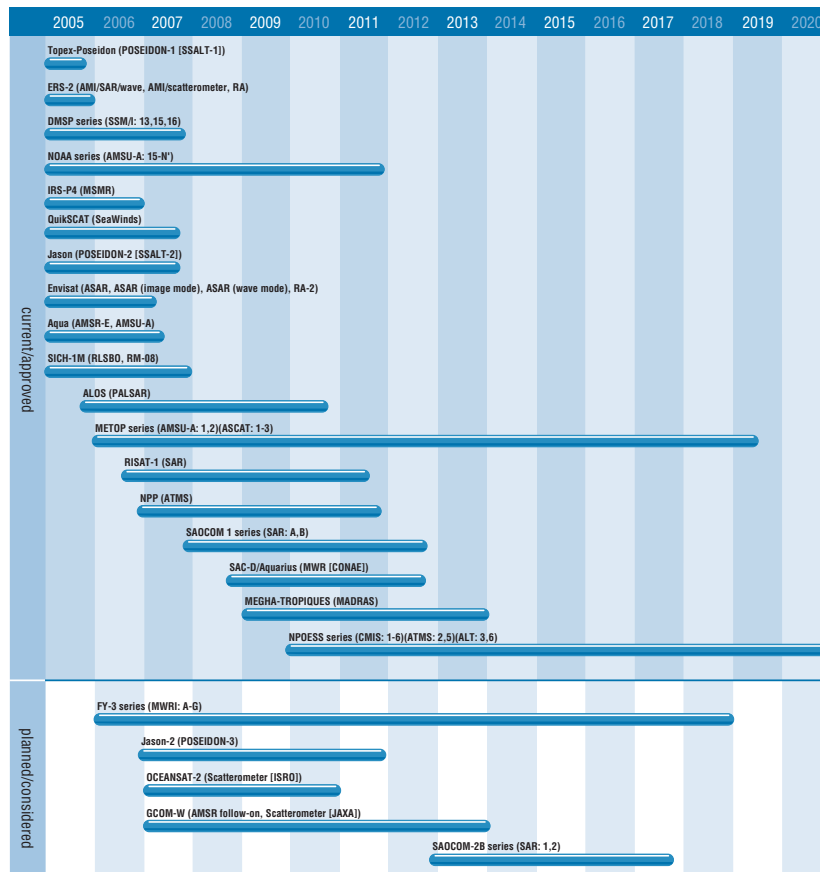 2005 2006 2007 2008 2009 2010 2011 2012 2013 2014 2015 2016 2017 2018 2019 2020
current/approved
Topex-Poseidon (POSEIDON-1 [SSALT-1])
ERS-2 (AMI/SAR/wave, AMI/scatterometer, RA)
DMSP series (SSM/I: 13,15,16)
NOAA series (AMSU-A: 15-N')
IRS-P4 (MSMR)
QuikSCAT (SeaWinds)
Jason (POSEIDON-2 [SSALT-2])
Envisat (ASAR, ASAR (image mode), ASAR (wave mode), RA-2)
Aqua (AMSR-E, AMSU-A)
SICH-1M (RLSBO, RM-08)
ALOS (PALSAR)
METOP series (AMSU-A: 1,2)(ASCAT: 1-3)
RISAT-1 (SAR)
NPP (ATMS)
SAOCOM 1 series (SAR: A,B)
SAC-D/Aquarius (MWR [CONAE])
MEGHA-TROPIQUES (MADRAS)
NPOESS series (CMIS: 1-6)(ATMS: 2,5)(ALT: 3,6)
planned/considered
FY-3 series (MWRI: A-G)
Jason-2 (POSEIDON-3)
OCEANSAT-2 (Scatterometer [ISRO])
GCOM-W (AMSR follow-on, Scatterometer [JAXA])
SAOCOM-2B series (SAR: 1,2)